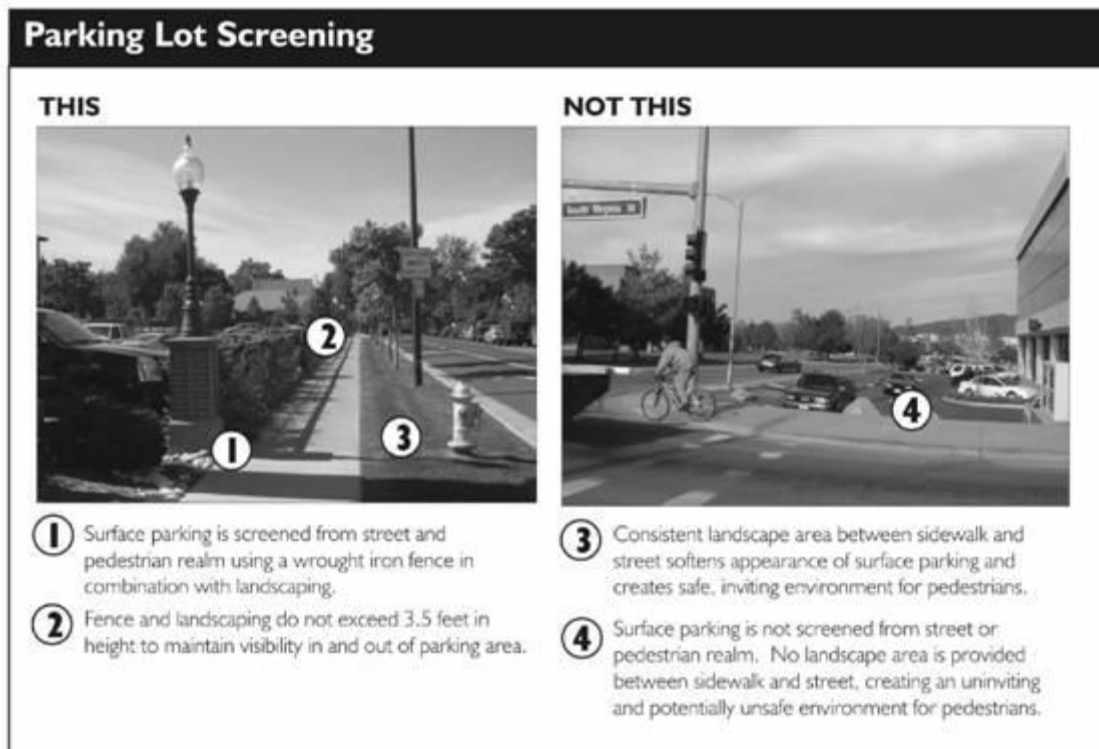 Parking Lot Screening
THIS
NOT THIS
2
1
3
4
1 Surface parking is screened from street and
pedestrian realm using a wrought iron fence in
combination with landscaping.
2 Fence and landscaping do not exceed 3.5 feet in
height to maintain visibility in and out of parking area.
3 Consistent landscape area between sidewalk and
street softens appearance of surface parking and
creates safe, inviting environment for pedestrians.
4 Surface parking is not screened from street or
pedestrian realm. No landscape area is provided
between sidewalk and street, creating an uninviting
and potentially unsafe environment for pedestrians.